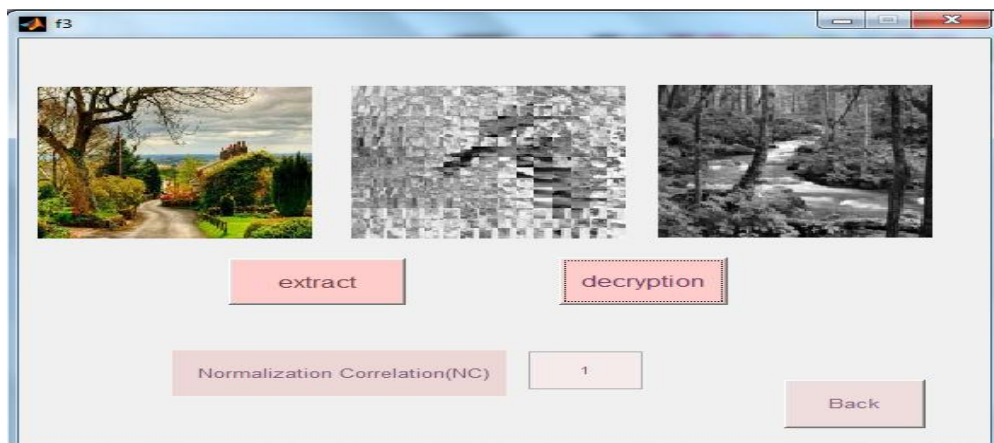 f3
extract
decryption
Normalization Correlation(NC)
1
Back